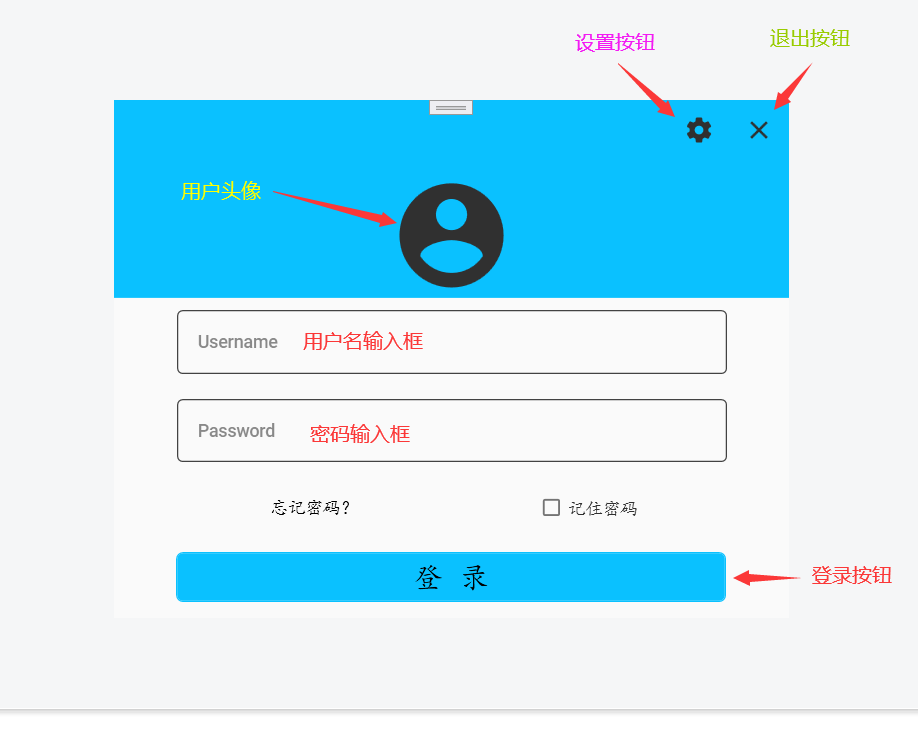 设置按钮
退出按钮
用户头像
Username
用户名输入框
Password
密码输入框
忘记密码?
记住密码
登 录
登录按钮